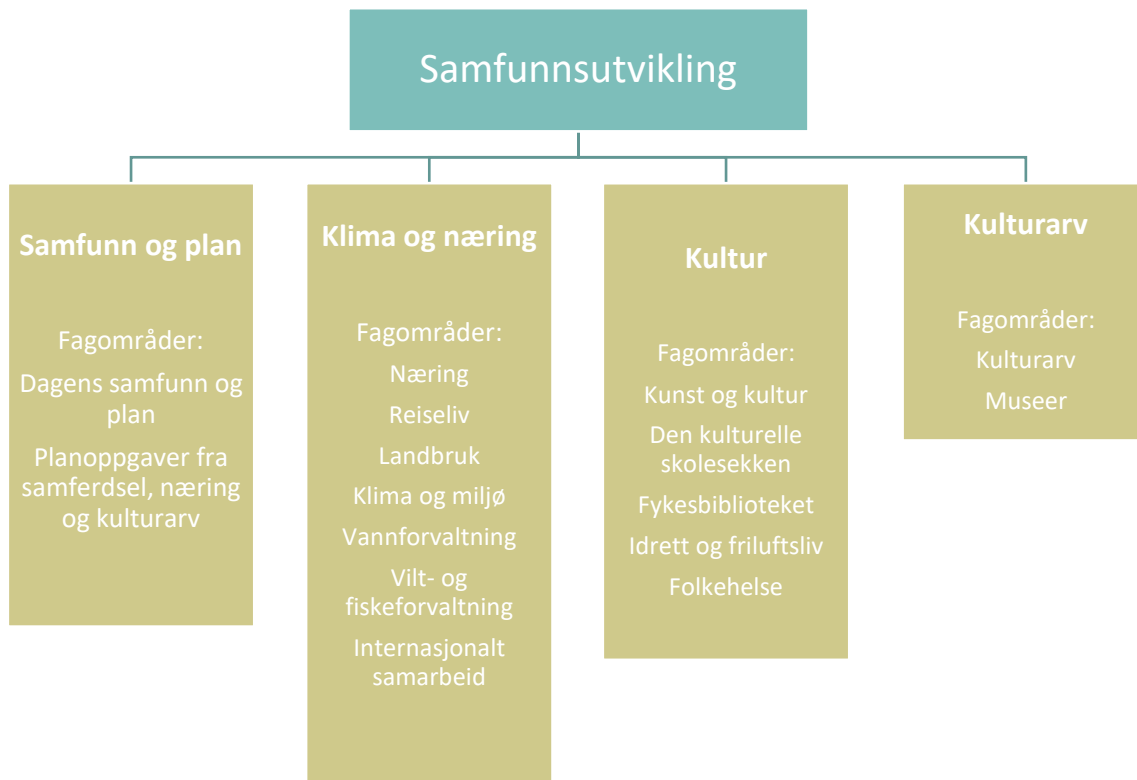 Samfunnsutvikling
Samfunn og plan
Fagområder:
Dagens samfunn og
plan
Planoppgaver fra
samferdsel, næring
og kulturarv
Klima og næring
Fagområder:
Næring
Reiseliv
Landbruk
Klima og miljø
Vannforvaltning
Vilt- og
fiskeforvaltning
Internasjonalt
samarbeid
Kultur
Fagområder:
Kunst og kultur
Den kulturelle
skolesekken
Fykesbiblioteket
Idrett og friluftsliv
Folkehelse
Kulturarv
Fagområder:
Kulturarv
Museer